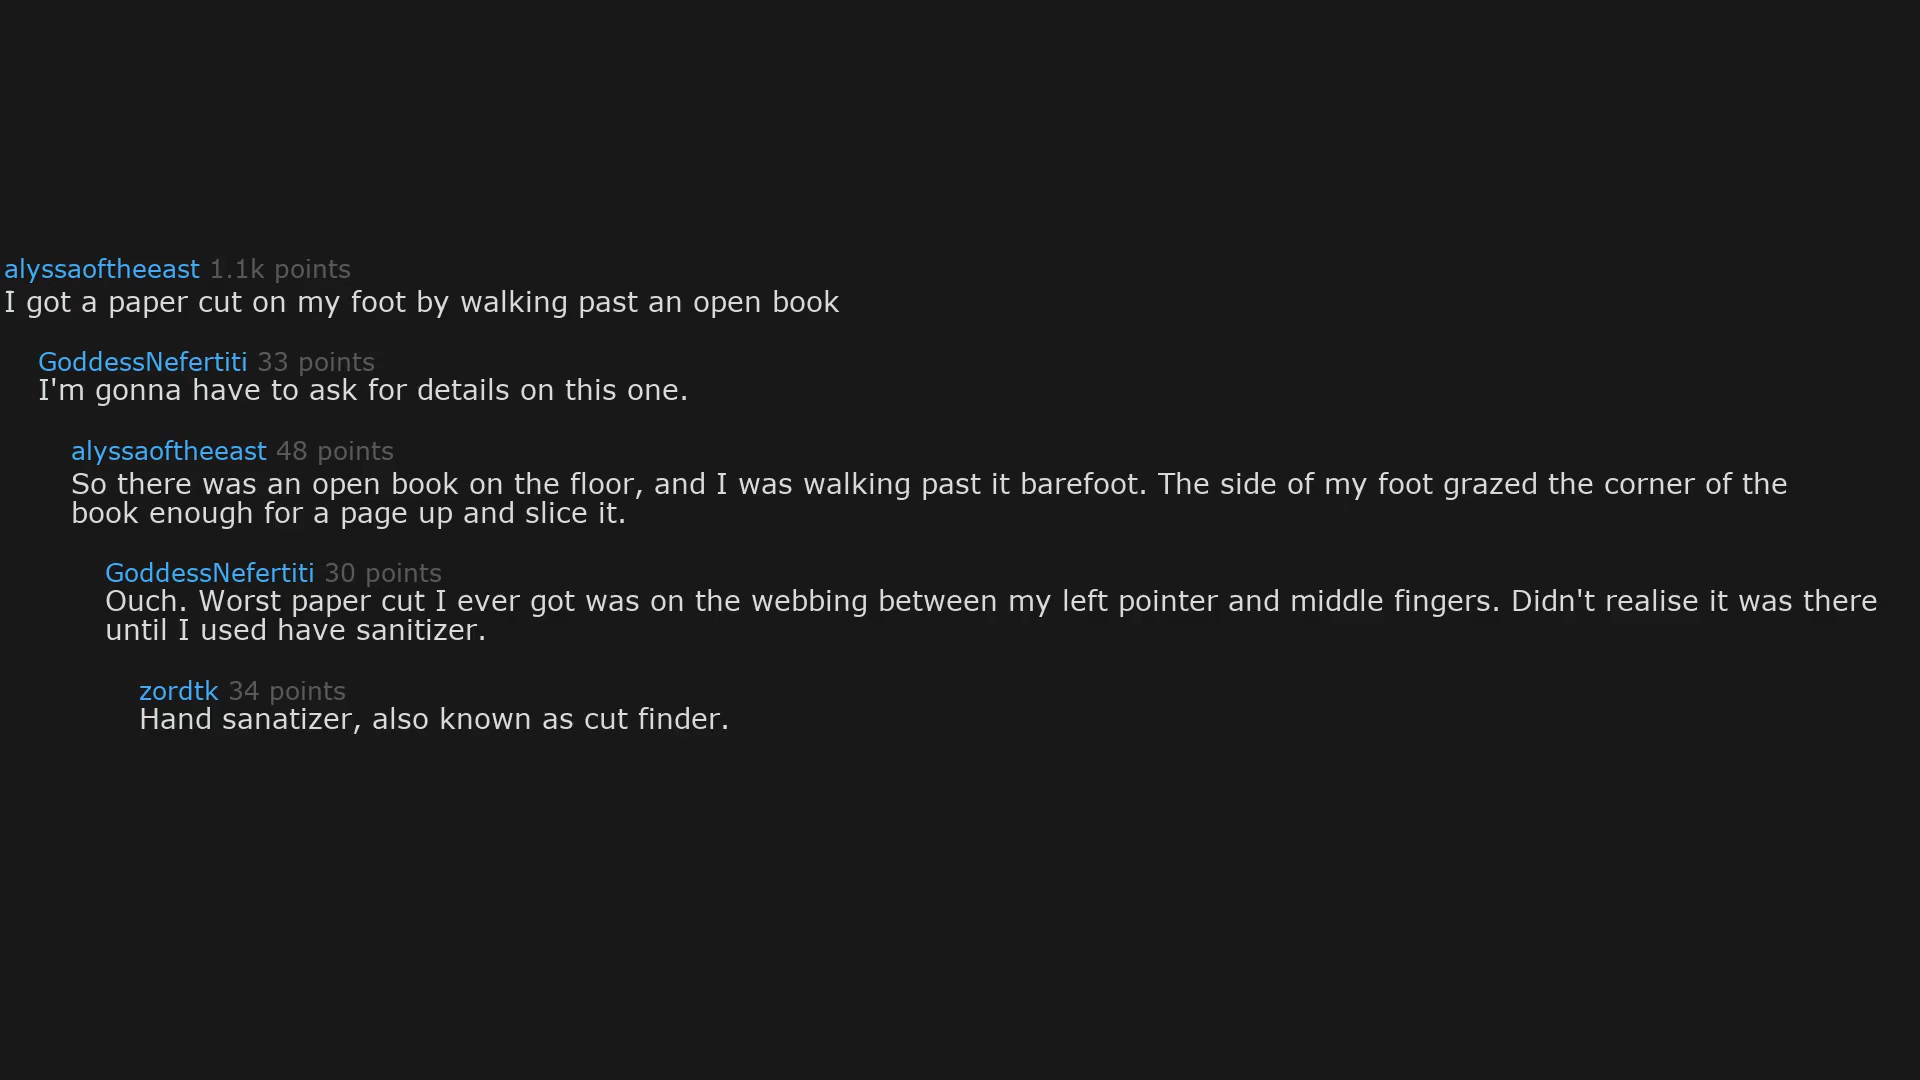 alyssaoftheeast 1.1k points
I got a paper cut on my foot by walking past an open book
GoddessNefertiti 33 points
I'm gonna have to ask for details on this one.
alyssaoftheeast 48 points
So there was an open book on the floor, and I was walking past it barefoot. The side of my foot grazed the corner of the
book enough for a page up and slice it.
GoddessNefertiti 30 points
Ouch. Worst paper cut I ever got was on the webbing between my left pointer and middle fingers. Didn't realise it was there
until I used have sanitizer.
zordtk 34 points
Hand sanatizer, also known as cut finder.